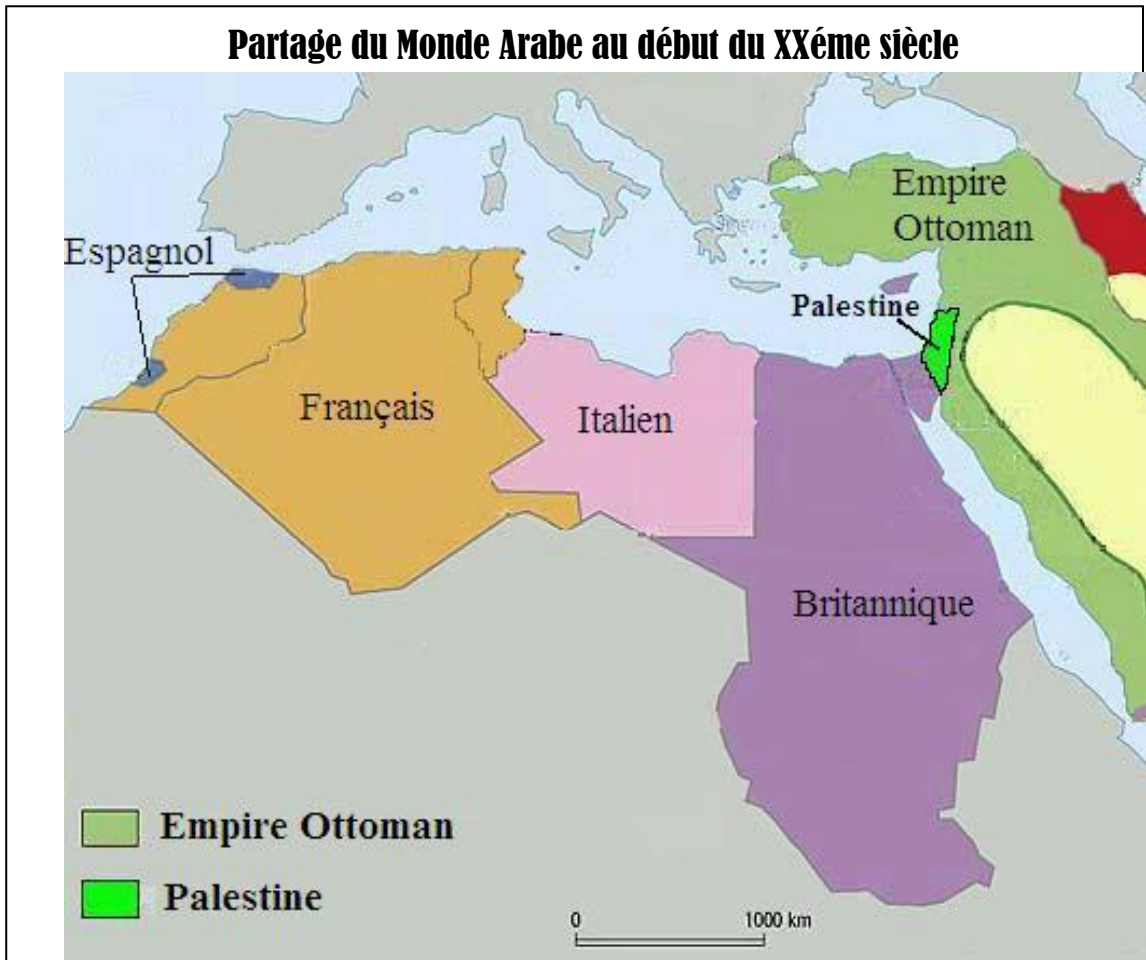 Partage du Monde Arabe au début du XXéme siècle
Empire
Ottoman
Espagnol
Palestine
Français
Italien
Britannique
Empire Ottoman
Palestine
0 1000 km